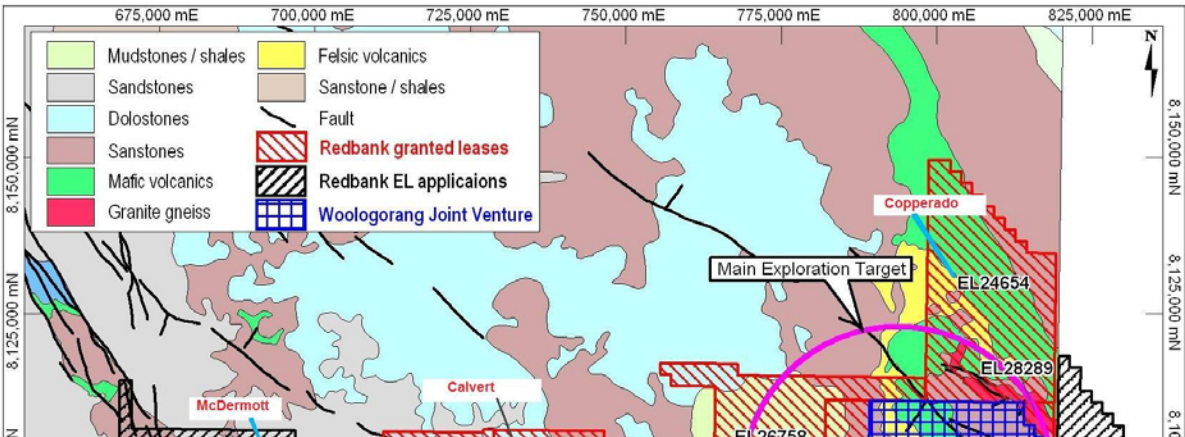 675,000 mE 700,000 mE 725,000 mE 750,000 mE 775,000 mE 800,000 mE 825,000 mE
N
Mudstones / shales
Sandstones
Dolostones
Sanstones
Mafic volcanics
Granite gneiss
Felsic volcanics
Sanstone / shales
Fault
Redbank granted leases
Redbank EL applicaions
Woologorang Joint Venture
8,150,000 mN
8,125,000 mN
8,150,000 mN
8,125,000 mN
8,10
Copperado
Main Exploration Target
EL24654
EL28289
Calvert
McDermott
EL26758